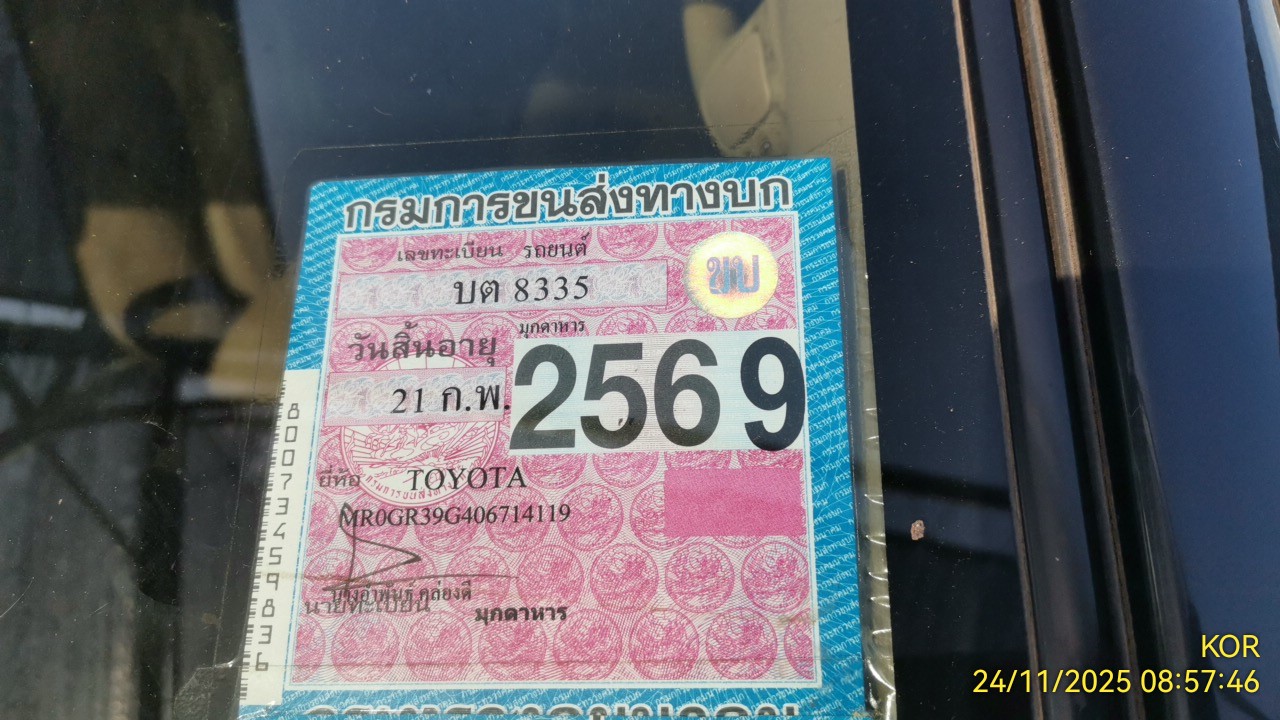 กรมการขนส่งทางบก
เลขทะเบียน รถยนต์
ขบ
บต 8335
มุกดาหาร
วันสิ้นอายุ
21 ก.พ. 2569
ยี่ห้อ TOYOTA
MR0GR39G406714119
นายทะเบียน มุกดาหาร
800734599836
KOR
24/11/2025 08:57:46